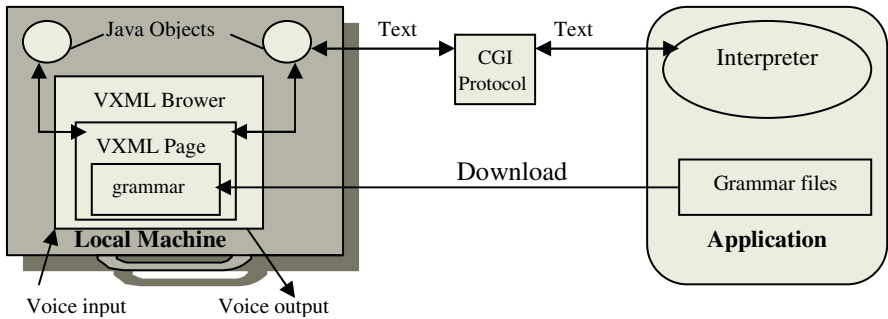 Java Objects
Text
Text
CGI
Protocol
Interpreter
VXML Brower
VXML Page
grammar
Download
Grammar files
Local Machine
Application
Voice input
Voice output